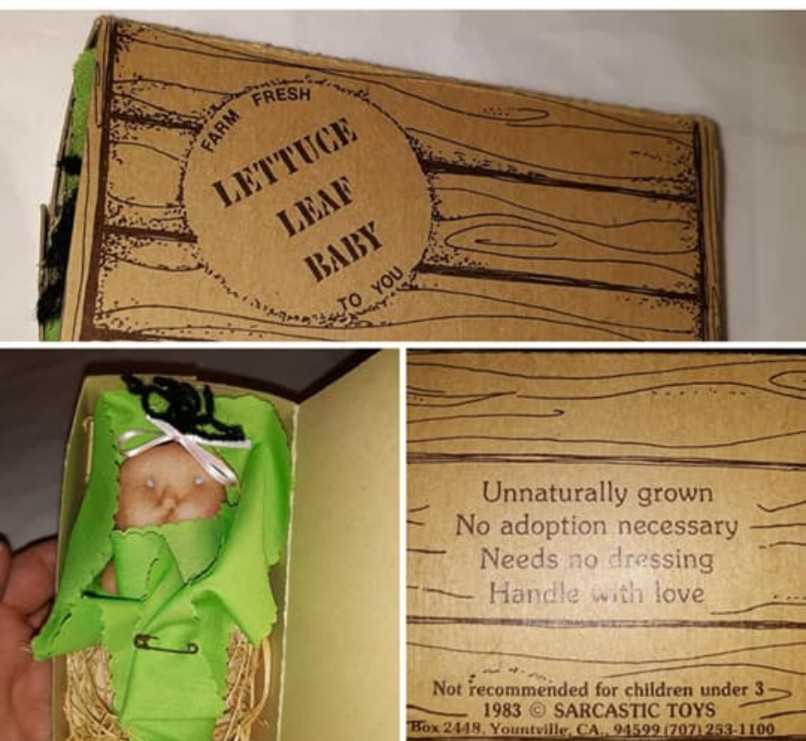 FARM FRESH
LETTUCE
LEAF
BABY
TO YOU
Unnaturally grown
No adoption necessary
Needs no dressing
Handle with love
Not recommended for children under 3
1983 © SARCASTIC TOYS
Box 2448, Yountville, CA., 94599 (707) 253-1100